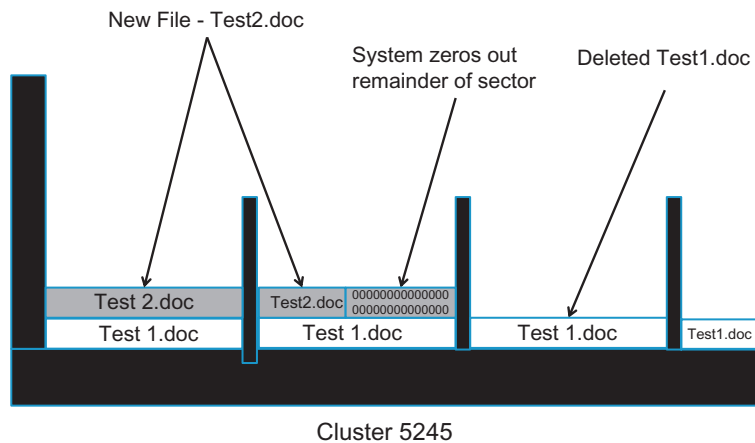 New File - Test2.doc
System zeros out
remainder of sector
Deleted Test1.doc
Test 2.doc
Test2.doc
00000000000000
00000000000000
Test 1.doc
Test 1.doc
Test 1.doc
Test1.doc
Cluster 5245